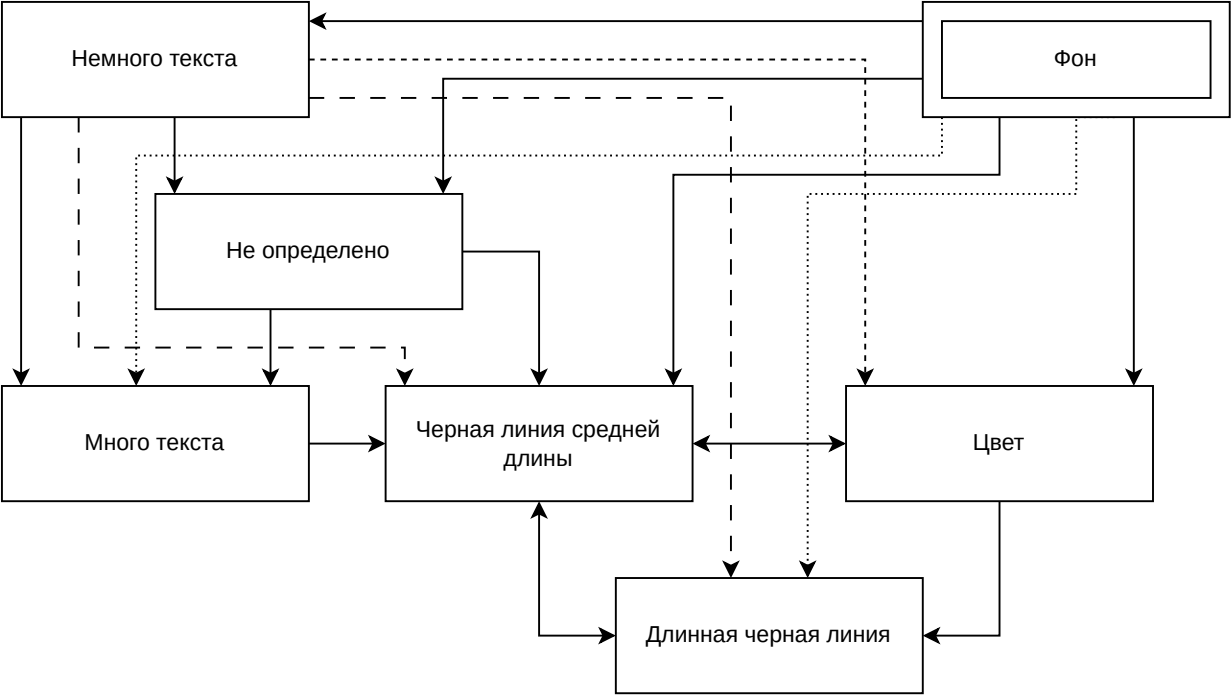 Немного текста
Фон
Не определено
Много текста
Черная линия средней
длины
Цвет
Длинная черная линия